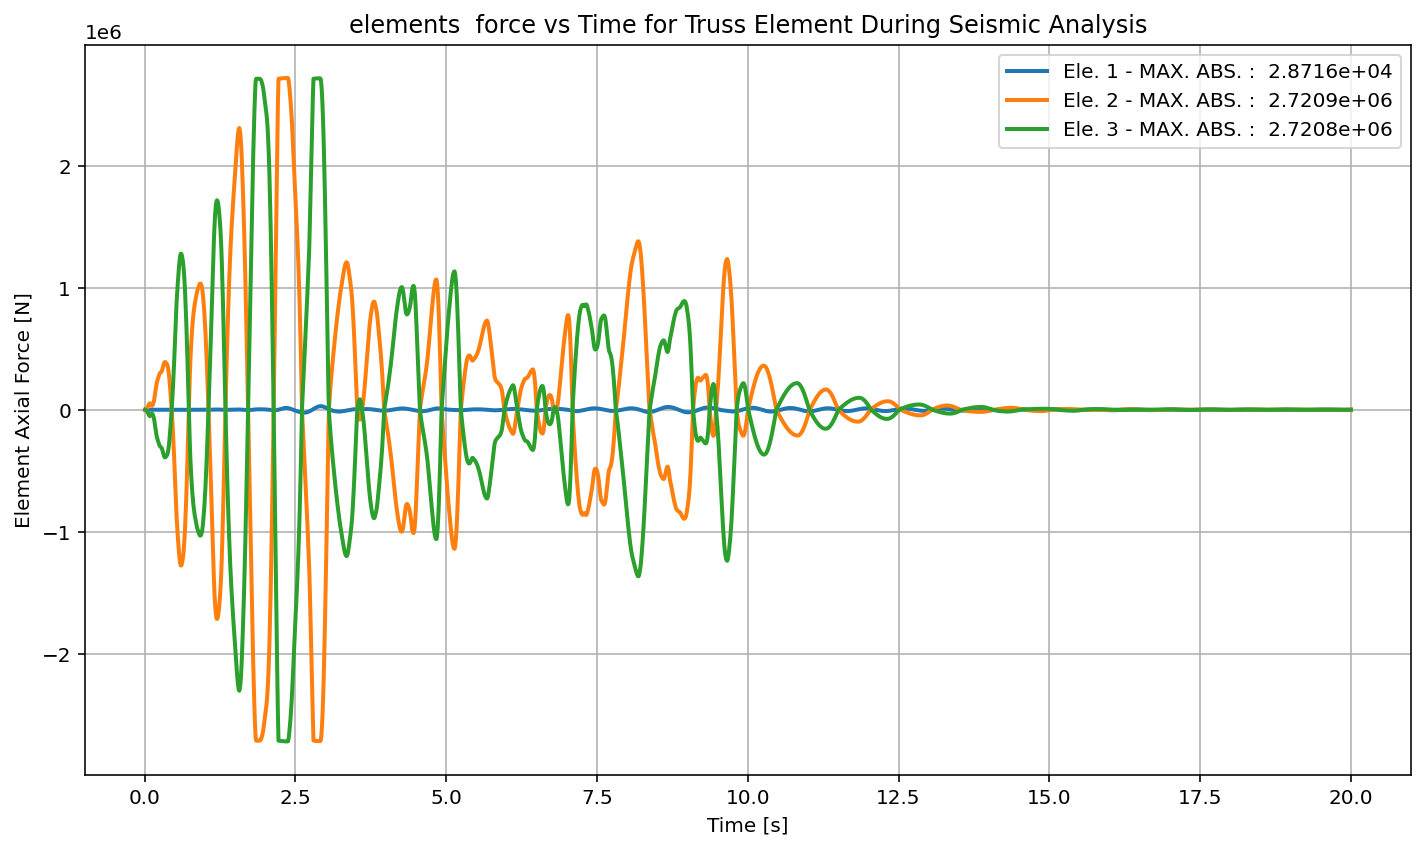 elements  force vs Time for Truss Element During Seismic Analysis
1e6
Ele. 1 - MAX. ABS. :  2.8716e+04
Ele. 2 - MAX. ABS. :  2.7209e+06
Ele. 3 - MAX. ABS. :  2.7208e+06
Element Axial Force [N]
2
1
0
−1
−2
0.0 2.5 5.0 7.5 10.0 12.5 15.0 17.5 20.0
Time [s]